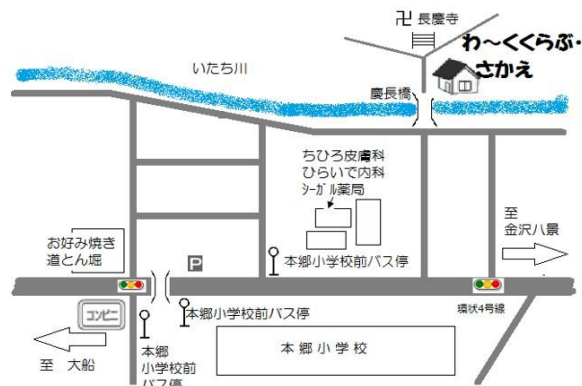 卍 長慶寺
わ～くくらぶ・
さかえ
いたち川
慶長橋
ちひろ皮膚科
ひらいで内科
シーガル薬局
至
金沢八景
お好み焼き
道とん堀
P
本郷小学校前バス停
環状4号線
コンビニ
本郷小学校前バス停
本郷
小学校前
バス停
本郷小学校
至 大船